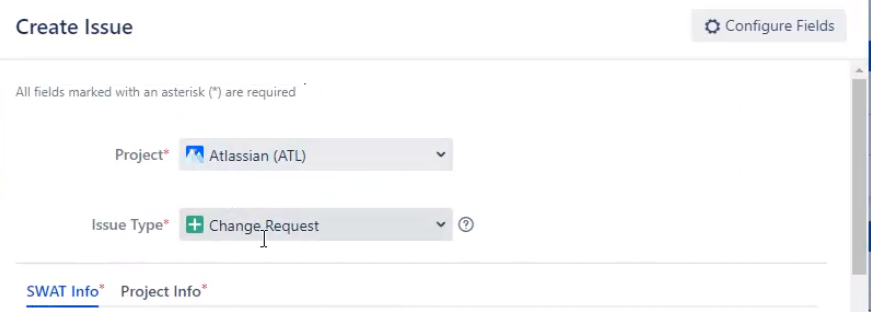 Create Issue
Configure Fields
All fields marked with an asterisk (*) are required
Project*
Atlassian (ATL)
Issue Type*
Change Request
SWAT Info* Project Info*